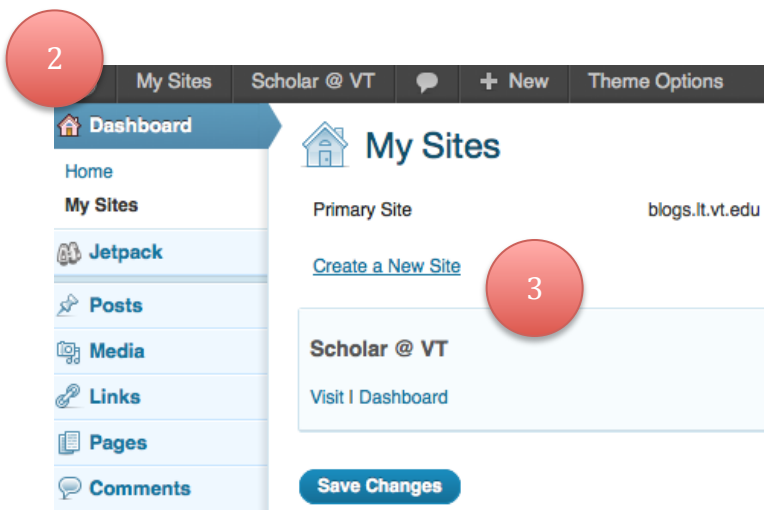 2
My Sites Scholar @ VT + New Theme Options
Dashboard
Home
My Sites
Jetpack
Posts
Media
Links
Pages
Comments
My Sites
Primary Site blogs.lt.vt.edu
Create a New Site
3
Scholar @ VT
Visit | Dashboard
Save Changes